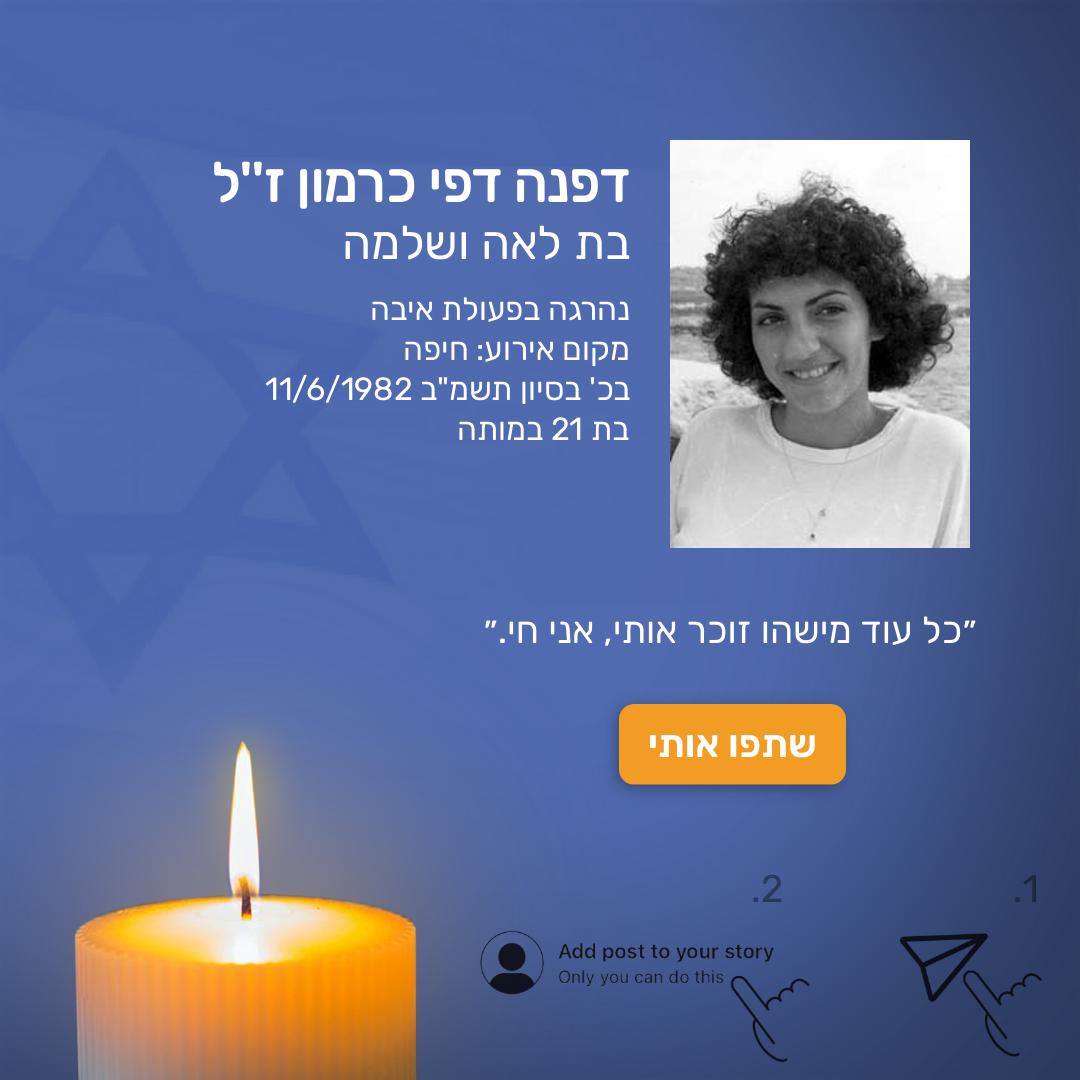 דפנה דפי כרמון ז"ל
בת לאה ושלמה
נהרגה בפעולת איבה
מקום אירוע: חיפה
בכ' בסיון תשמ"ב 11/6/1982
בת 21 במותה
״כל עוד מישהו זוכר אותי, אני חי.״
שתפו אותי
.1
.2
Add post to your story
Only you can do this